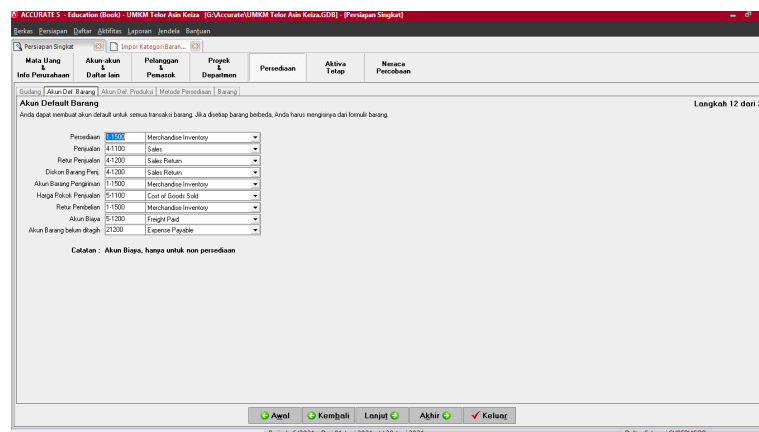 ACCURATE 5 - Education (Book) - UMKM Telor Asin Keiza [G:\Accurate\UMKM Telor Asin Keiza.GDB] - [Persiapan Singkat]
Berkas Persiapan Daftar Aktifitas Laporan Jendela Bantuan
Persiapan Singkat Impor Kategori Baran...
Mata Uang & Info Perusahaan Akun-akun & Daftar lain Pelanggan & Pemasok Proyek & Departmen Persediaan Aktiva Tetap Neraca Percobaan
Gudang Akun Def. Barang Akun Def. Produksi Metode Persediaan Barang
Akun Default Barang Langkah 12 dari
Anda dapat membuat akun default untuk semua transaksi barang. Jika disetiap barang berbeda, Anda harus mengisinya dari formulir barang.
Persediaan 1-1500 Merchandise Inventory
Penjualan 4-1100 Sales
Retur Penjualan 4-1200 Sales Return
Diskon Barang Penj. 4-1200 Sales Return
Akun Barang Pengiriman 1-1500 Merchandise Inventory
Harga Pokok Penjualan 5-1100 Cost of Goods Sold
Retur Pembelian 1-1500 Merchandise Inventory
Akun Biaya 5-1200 Freight Paid
Akun Barang belum ditagih 21200 Expense Payable
Catatan : Akun Biaya, hanya untuk non persediaan
Awal Kembali Lanjut Akhir Keluar